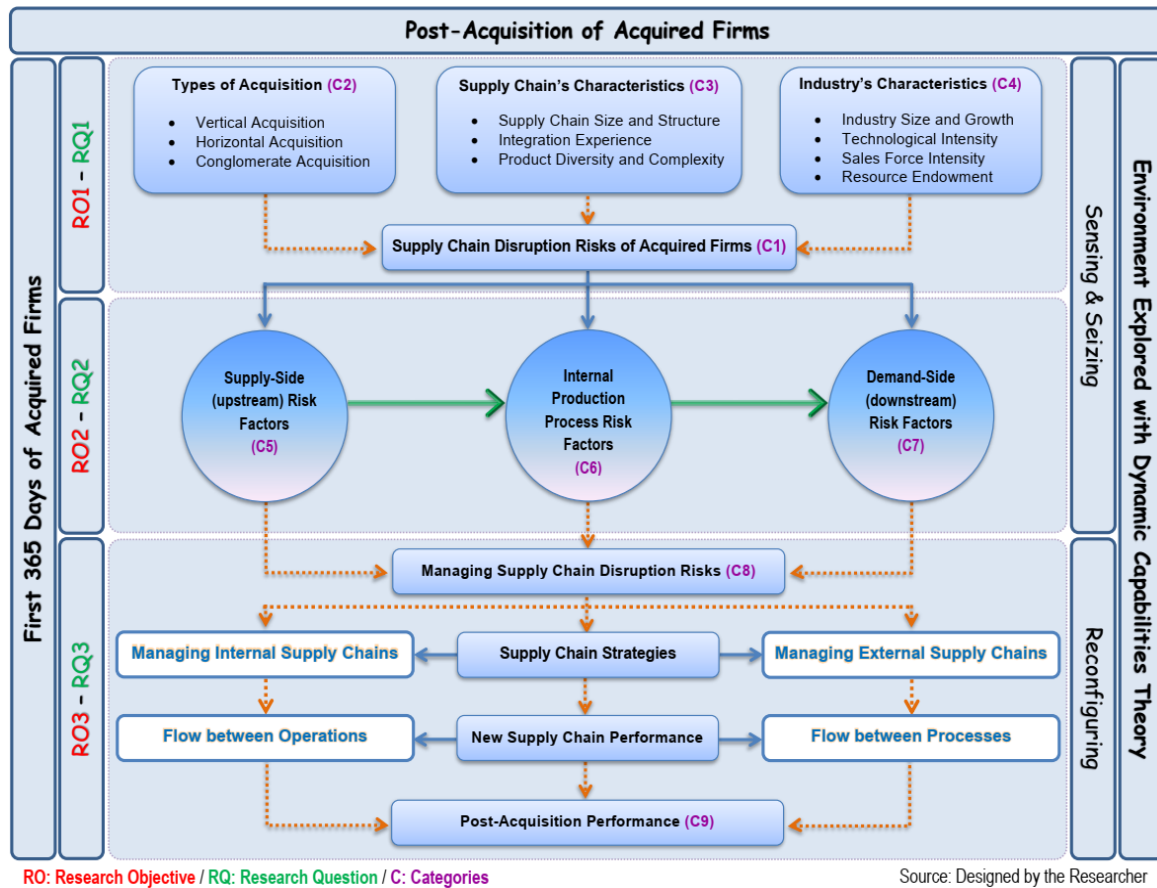 Post-Acquisition of Acquired Firms
First 365 Days of Acquired Firms
RO1 - RQ1
Types of Acquisition (C2)
• Vertical Acquisition
• Horizontal Acquisition
• Conglomerate Acquisition
Supply Chain's Characteristics (C3)
• Supply Chain Size and Structure
• Integration Experience
• Product Diversity and Complexity
Industry's Characteristics (C4)
• Industry Size and Growth
• Technological Intensity
• Sales Force Intensity
• Resource Endowment
Supply Chain Disruption Risks of Acquired Firms (C1)
Sensing & Seizing
Environment Explored with Dynamic Capabilities Theory
RO2 - RQ2
Supply-Side
(upstream) Risk
Factors
(C5)
Internal
Production
Process Risk
Factors
(C6)
Demand-Side
(downstream)
Risk Factors
(C7)
RO3 - RQ3
Managing Supply Chain Disruption Risks (C8)
Managing Internal Supply Chains
Supply Chain Strategies
Managing External Supply Chains
Flow between Operations
New Supply Chain Performance
Flow between Processes
Post-Acquisition Performance (C9)
Reconfiguring
RO: Research Objective / RQ: Research Question / C: Categories
Source: Designed by the Researcher